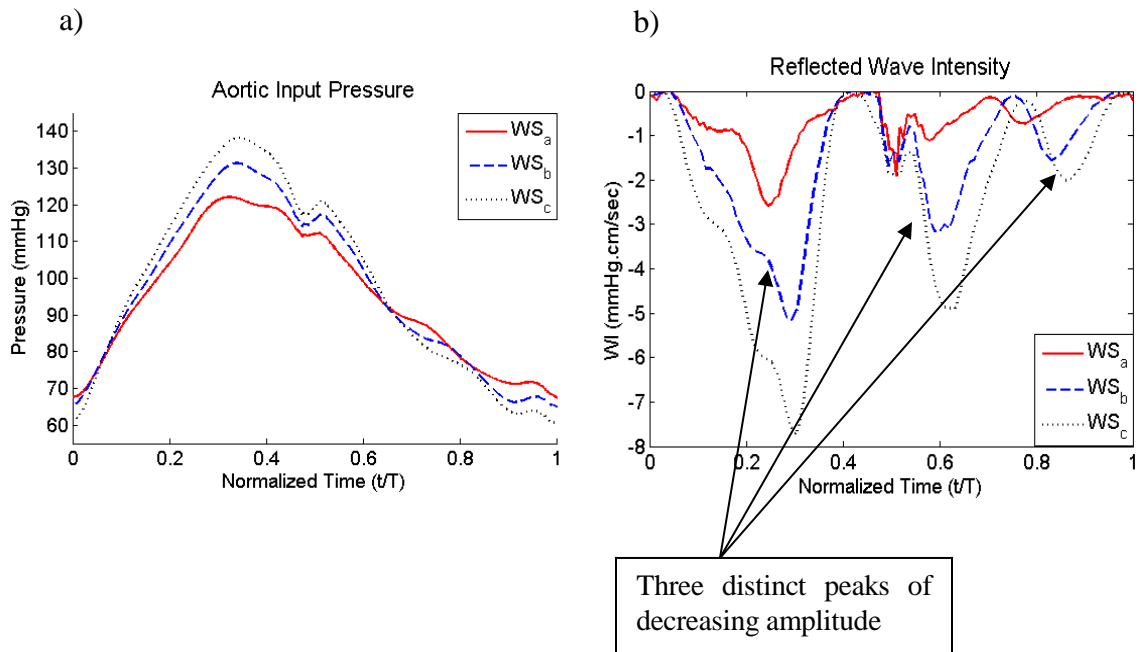 a)
Aortic Input Pressure
Pressure (mmHg)
140
130
120
110
100
90
80
70
60
0
0.2
0.4
0.6
0.8
1
Normalized Time (t/T)
WSa
WSb
WSc
b)
Reflected Wave Intensity
WI (mmHg.cm/sec)
0
-1
-2
-3
-4
-5
-6
-7
-8
0
0.2
0.4
0.6
0.8
1
Normalized Time (t/T)
WSa
WSb
WSc
Three distinct peaks of
decreasing amplitude